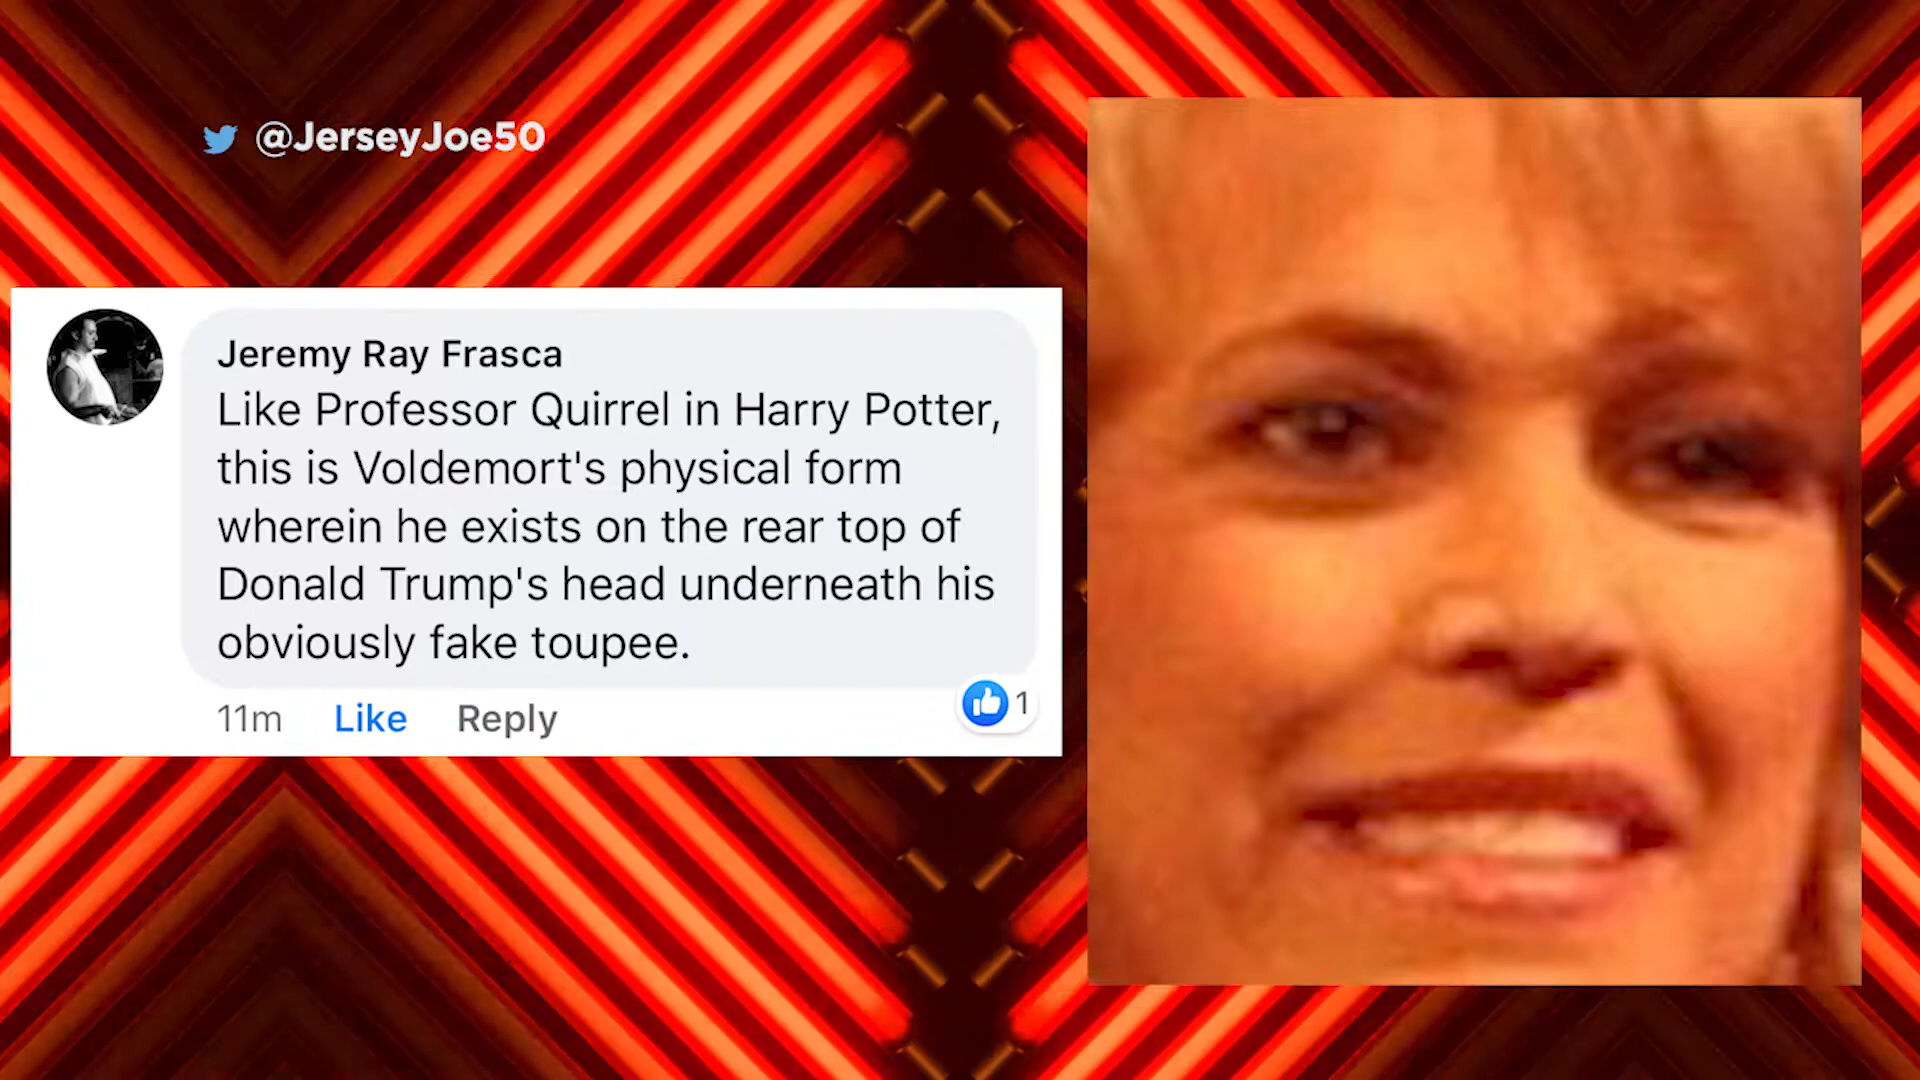 @JerseyJoe50
Jeremy Ray Frasca
Like Professor Quirrel in Harry Potter,
this is Voldemort's physical form
wherein he exists on the rear top of
Donald Trump's head underneath his
obviously fake toupee.
11m Like Reply 1